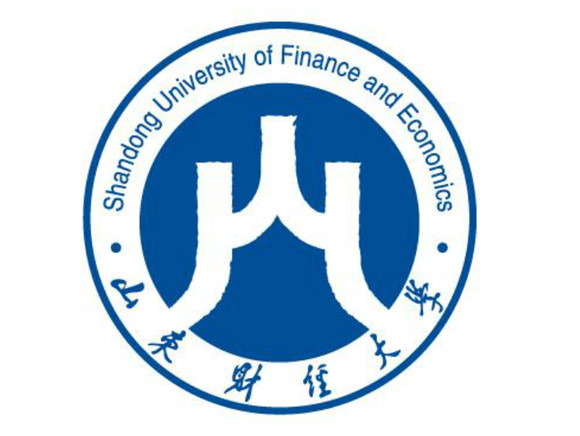 Shandong University of Finance and Economics
山东财经大学